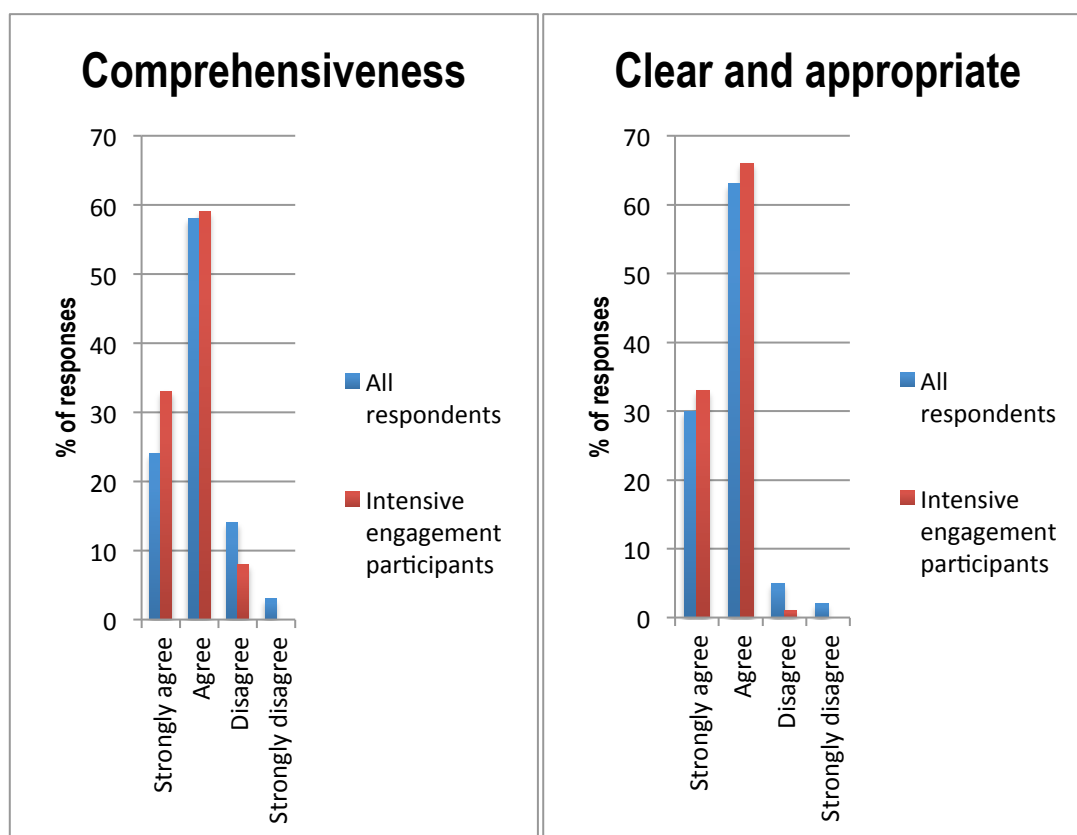 Comprehensiveness
70
60
50
40
30
20
10
0
% of responses
Strongly agree
Agree
Disagree
Strongly disagree
All
respondents
Intensive
engagement
participants
Clear and appropriate
70
60
50
40
30
20
10
0
% of responses
Strongly agree
Agree
Disagree
Strongly disagree
All
respondents
Intensive
engagement
participants